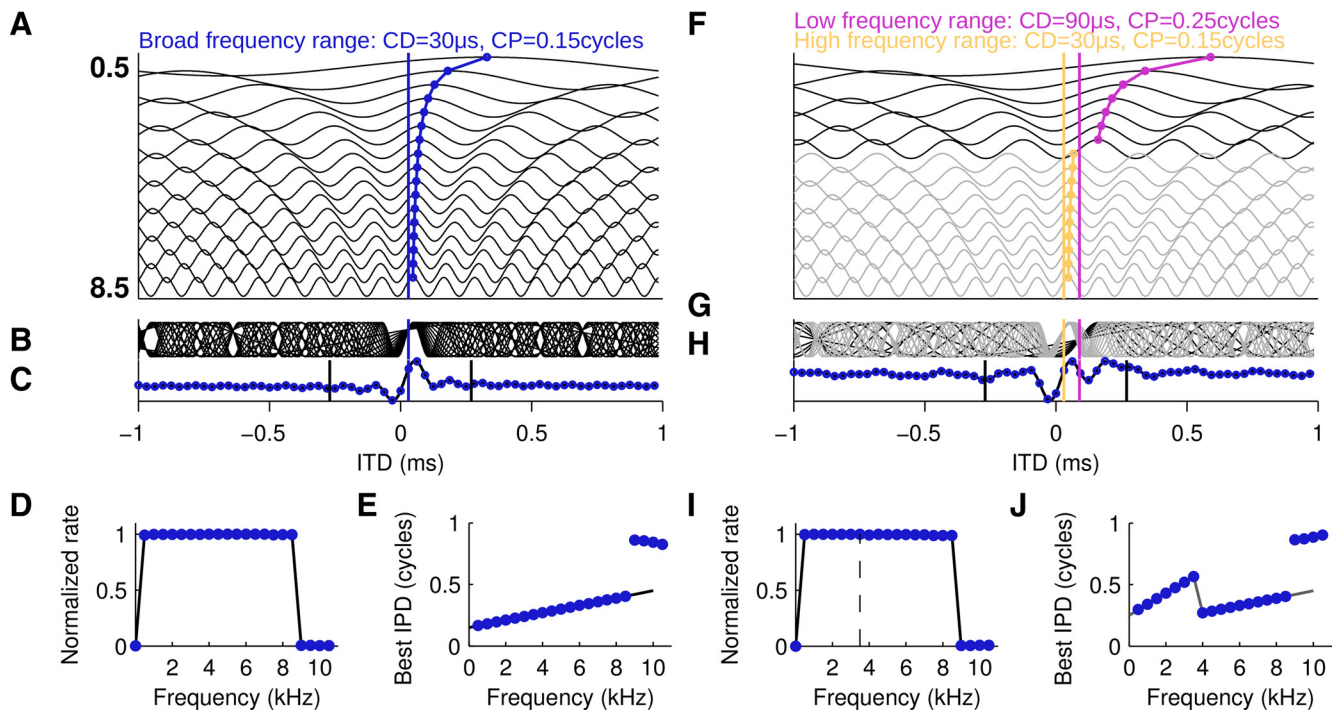 A
Broad frequency range: CD=30µs, CP=0.15cycles
0.5
8.5
B
C
−1 −0.5 0 0.5 1
ITD (ms)
F
Low frequency range: CD=90µs, CP=0.25cycles
High frequency range: CD=30µs, CP=0.15cycles
G
H
−1 −0.5 0 0.5 1
ITD (ms)
D
Normalized rate
1
0.5
0
2 4 6 8 10
Frequency (kHz)
E
Best IPD (cycles)
1
0.5
0
0 2 4 6 8 10
Frequency (kHz)
I
Normalized rate
1
0.5
0
2 4 6 8 10
Frequency (kHz)
J
Best IPD (cycles)
1
0.5
0
0 2 4 6 8 10
Frequency (kHz)